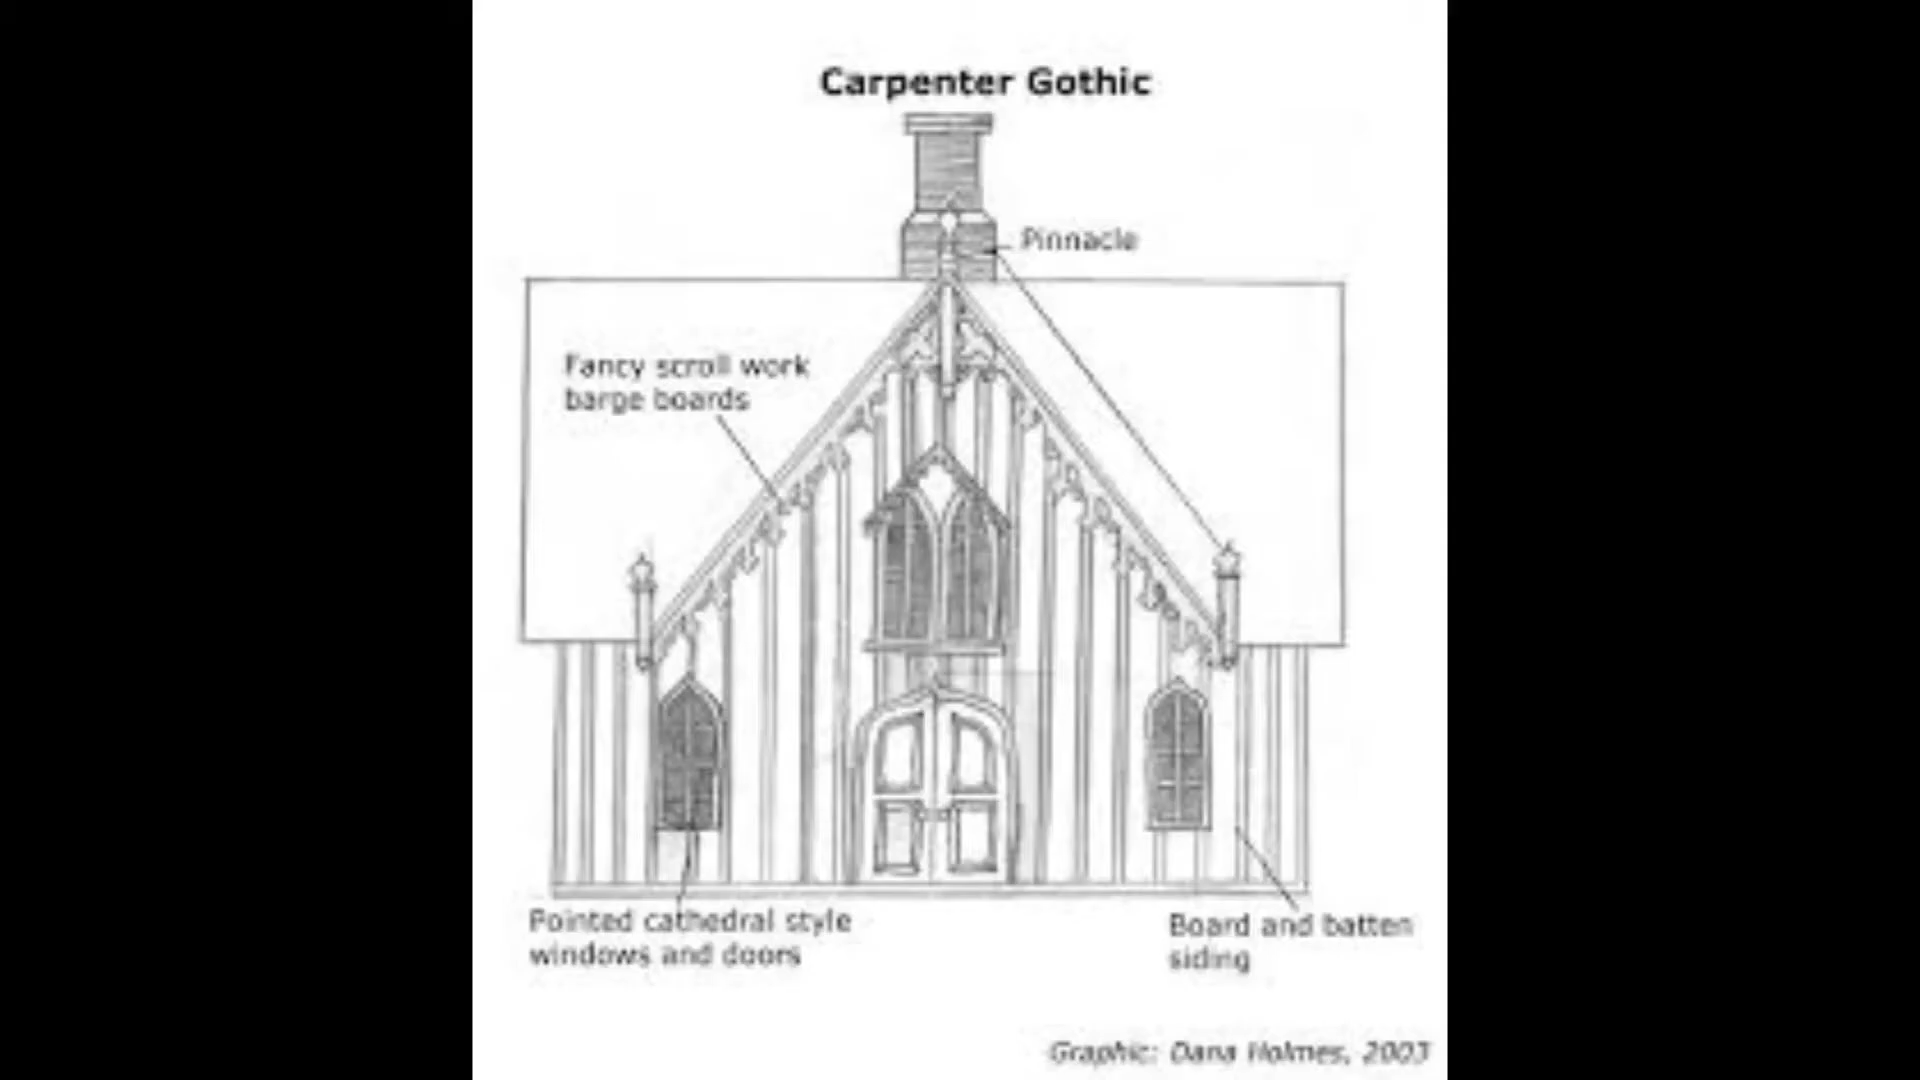 Carpenter Gothic
Pinnacle
Fancy scroll work
barge boards
Pointed cathedral style
windows and doors
Board and batten
siding
Graphic: Dana Holmes, 2003